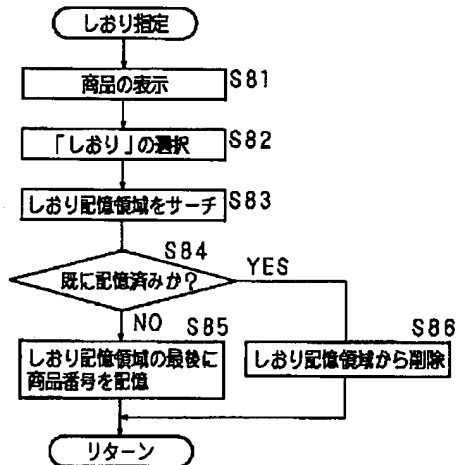 しおり指定
商品の表示
S81
「しおり」の選択
S82
しおり記憶領域をサーチ
S83
S84
既に記憶済みか?
YES
NO
S85
S86
しおり記憶領域の最後に
商品番号を記憶
しおり記憶領域から削除
リターン